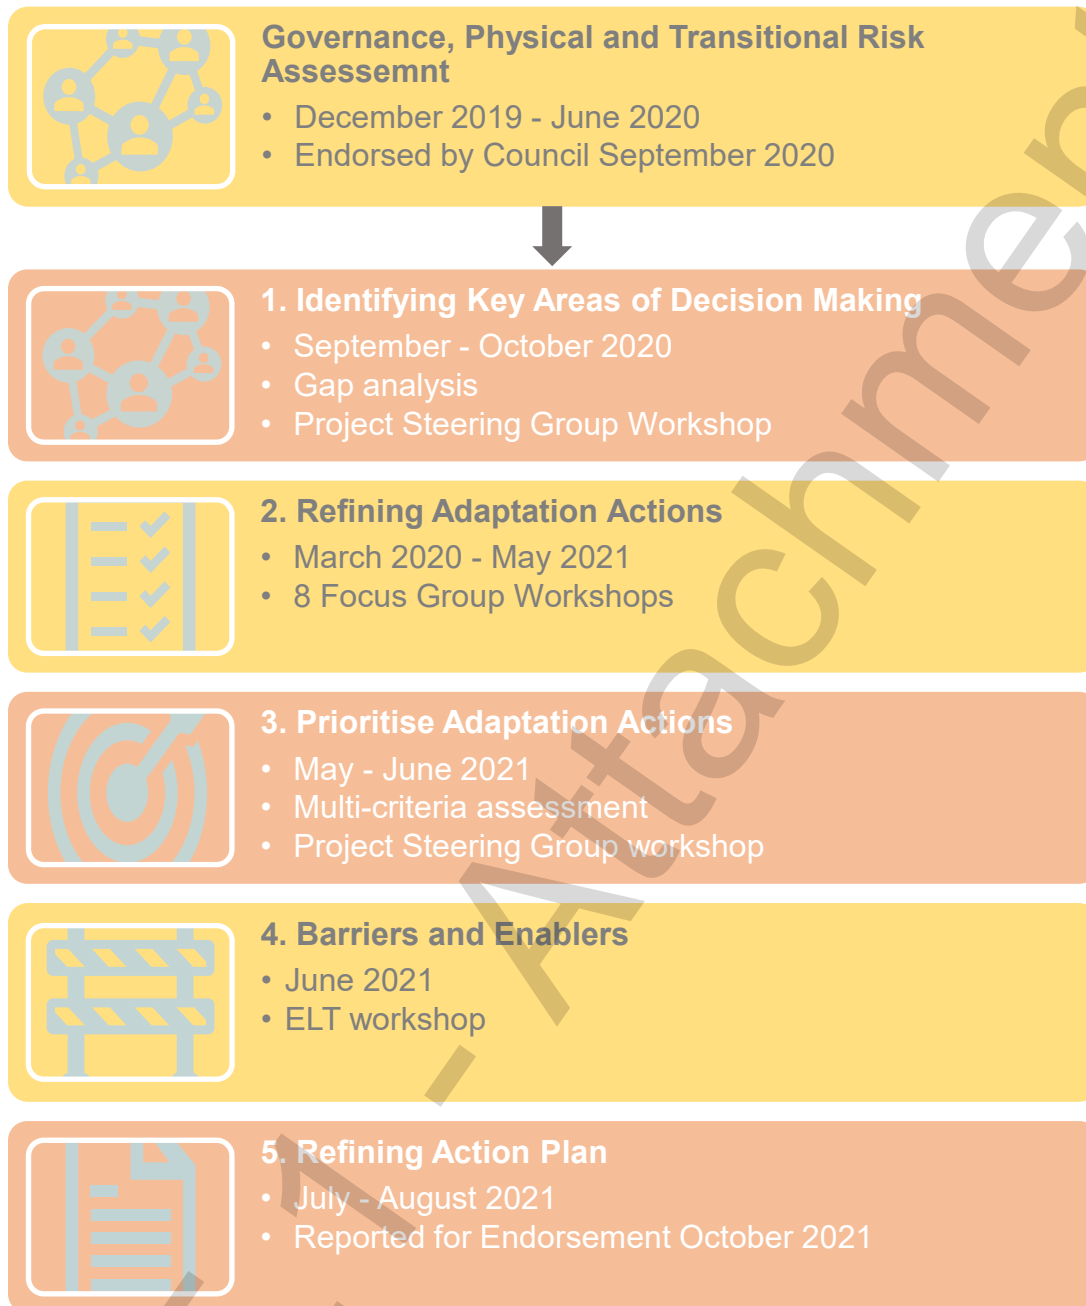 Governance, Physical and Transitional Risk
Assessemnt
• December 2019 - June 2020
• Endorsed by Council September 2020
1. Identifying Key Areas of Decision Making
• September - October 2020
• Gap analysis
• Project Steering Group Workshop
2. Refining Adaptation Actions
• March 2020 - May 2021
• 8 Focus Group Workshops
3. Prioritise Adaptation Actions
• May - June 2021
• Multi-criteria assessment
• Project Steering Group workshop
4. Barriers and Enablers
• June 2021
• ELT workshop
5. Refining Action Plan
• July - August 2021
• Reported for Endorsement October 2021
1 - Attachmen